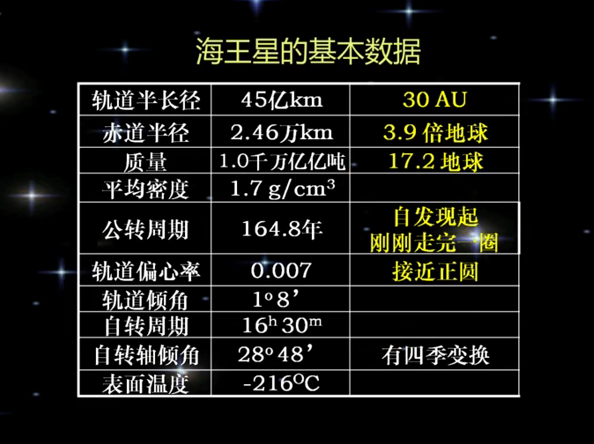 海王星的基本数据
轨道半长径 45亿km 30 AU
赤道半径 2.46万km 3.9 倍地球
质量 1.0千万亿亿吨 17.2 地球
平均密度 1.7 g/cm³
公转周期 164.8年 自发现起
刚刚走完一圈
轨道偏心率 0.007 接近正圆
轨道倾角 1º 8’
自转周期 16ʰ 30ᵐ
自转轴倾角 28º 48’ 有四季变换
表面温度 -216ºC